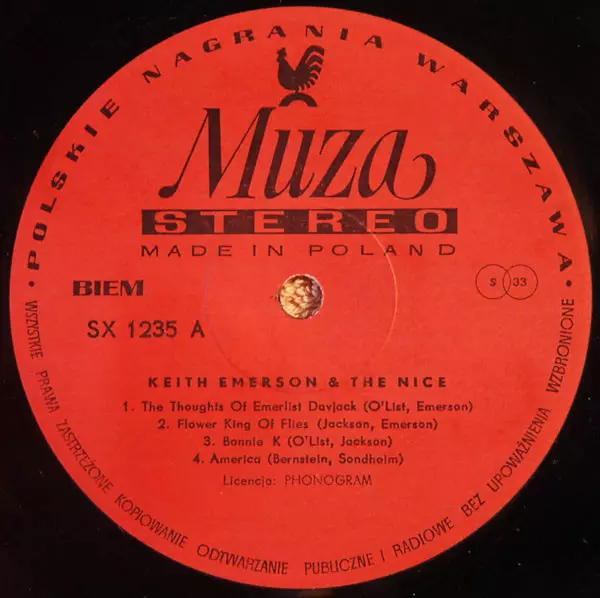 • POLSKIE NAGRANIA WARSZAWA •
Muza
STEREO
MADE IN POLAND
BIEM
S 33
SX 1235 A
KEITH EMERSON & THE NICE
1. The Thoughts Of Emerlist Davjack (O'List, Emerson)
2. Flower King Of Flies (Jackson, Emerson)
3. Bonnie K (O'List, Jackson)
4. America (Bernstein, Sondheim)
Licencja: PHONOGRAM
WSZYSTKIE PRAWA ZASTRZEŻONE KOPIOWANIE ODTWARZANIE PUBLICZNE I RADIOWE BEZ UPOWAŻNIENIA WZBRONIONE